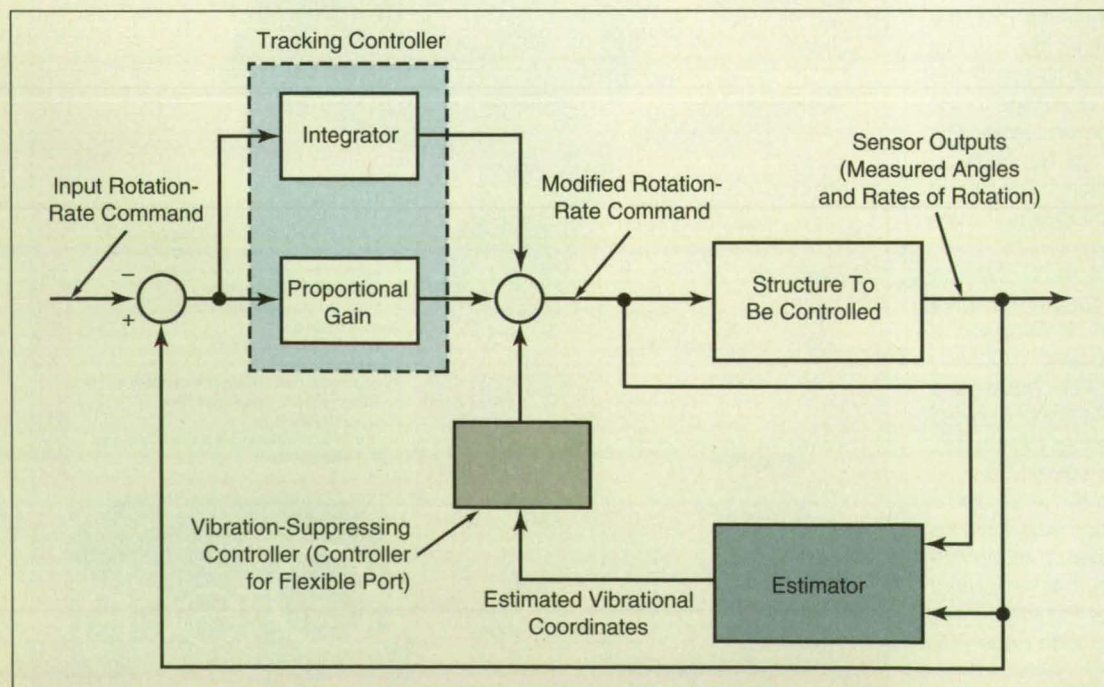 Tracking Controller
Integrator
Input Rotation-
Rate Command
−
+
Proportional
Gain
Modified Rotation-
Rate Command
Sensor Outputs
(Measured Angles
and Rates of Rotation)
Structure To
Be Controlled
Vibration-Suppressing
Controller (Controller
for Flexible Port)
Estimated Vibrational
Coordinates
Estimator